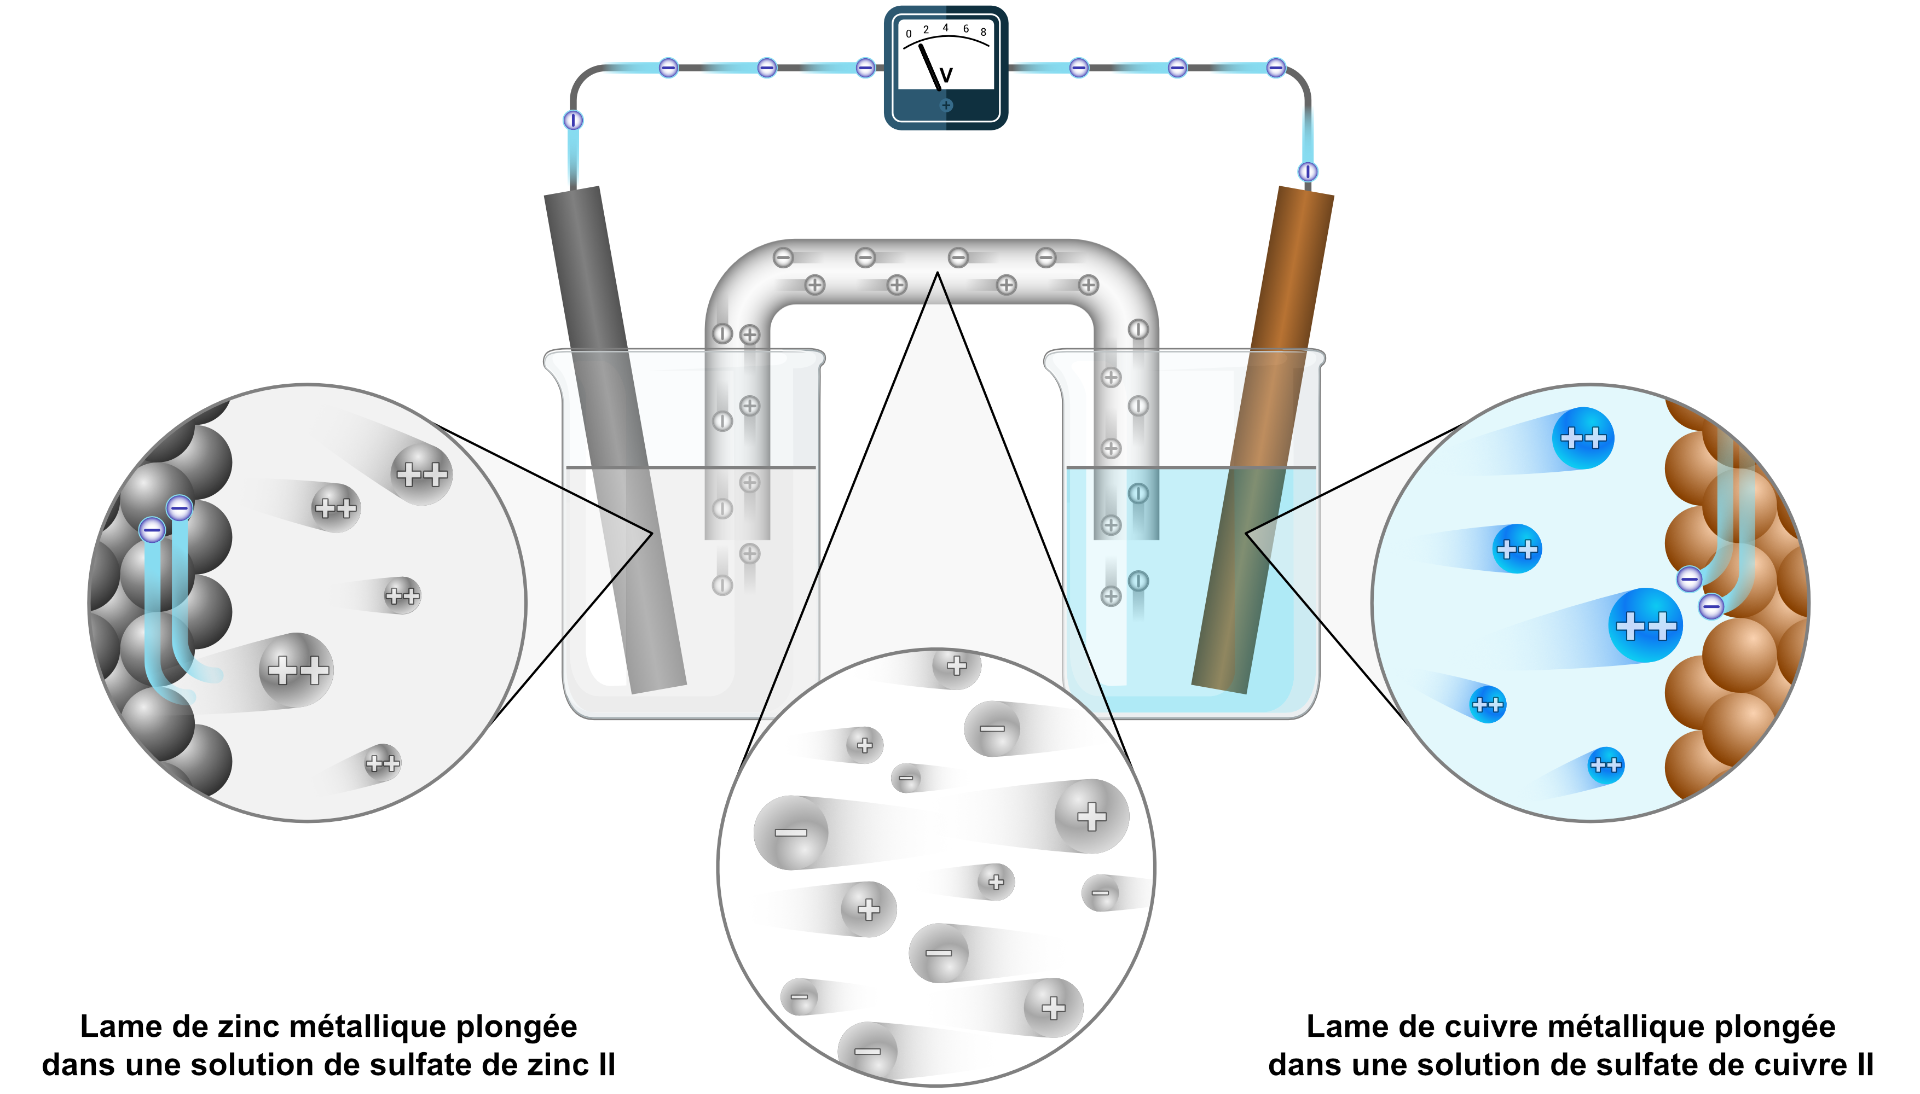 0 2 4 6 8
V
Lame de zinc métallique plongée
dans une solution de sulfate de zinc II
Lame de cuivre métallique plongée
dans une solution de sulfate de cuivre II